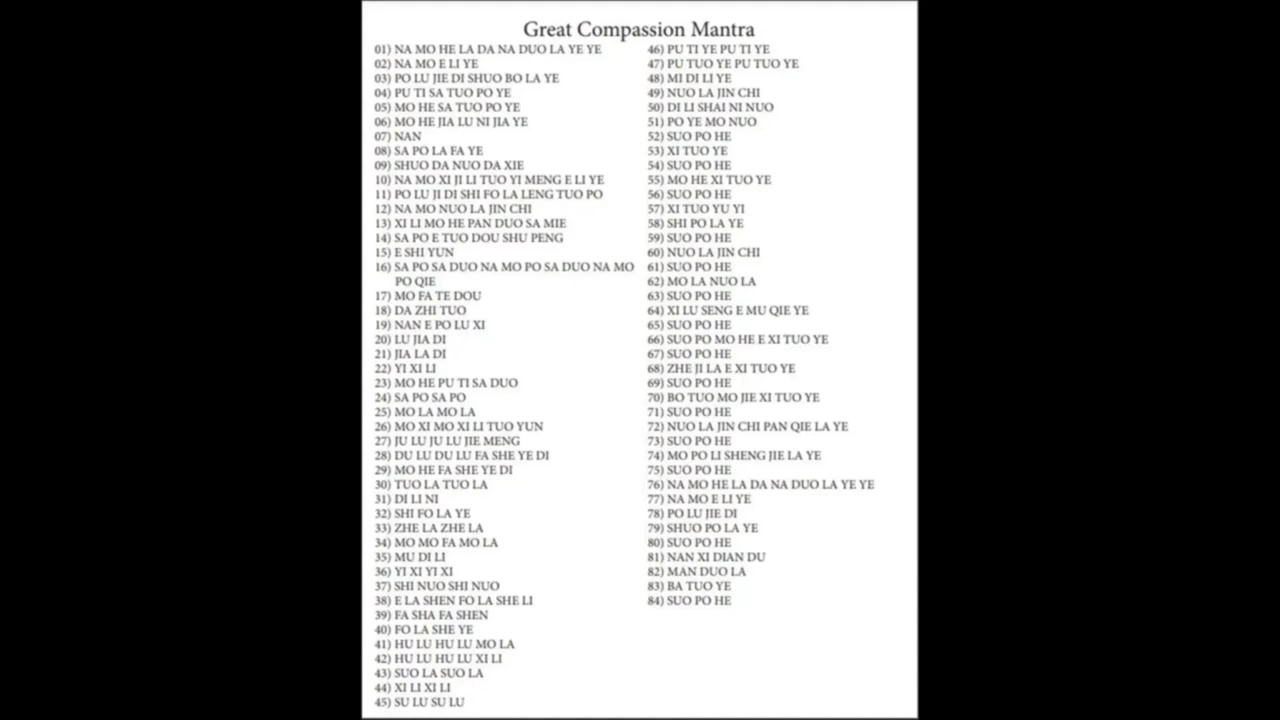 Great Compassion Mantra
01) NA MO HE LA DA NA DUO LA YE YE
02) NA MO E LI YE
03) PO LU JIE DI SHUO BO LA YE
04) PU TI SA TUO PO YE
05) MO HE SA TUO PO YE
06) MO HE JIA LU NI JIA YE
07) NAN
08) SA PO LA FA YE
09) SHUO DA NUO DA XIE
10) NA MO XI JI LI TUO YI MENG E LI YE
11) PO LU JI DI SHI FO LA LENG TUO PO
12) NA MO NUO LA JIN CHI
13) XI LI MO HE PAN DUO SA MIE
14) SA PO E TUO DOU SHU PENG
15) E SHI YUN
16) SA PO SA DUO NA MO PO SA DUO NA MO
PO QIE
17) MO FA TE DOU
18) DA ZHI TUO
19) NAN E PO LU XI
20) LU JIA DI
21) JIA LA DI
22) YI XI LI
23) MO HE PU TI SA DUO
24) SA PO SA PO
25) MO LA MO LA
26) MO XI MO XI LI TUO YUN
27) JU LU JU LU JIE MENG
28) DU LU DU LU FA SHE YE DI
29) MO HE FA SHE YE DI
30) TUO LA TUO LA
31) DI LI NI
32) SHI FO LA YE
33) ZHE LA ZHE LA
34) MO MO FA MO LA
35) MU DI LI
36) YI XI YI XI
37) SHI NUO SHI NUO
38) E LA SHEN FO LA SHE LI
39) FA SHA FA SHEN
40) FO LA SHE YE
41) HU LU HU LU MO LA
42) HU LU HU LU XI LI
43) SUO LA SUO LA
44) XI LI XI LI
45) SU LU SU LU
46) PU TI YE PU TI YE
47) PU TUO YE PU TUO YE
48) MI DI LI YE
49) NUO LA JIN CHI
50) DI LI SHAI NI NUO
51) PO YE MO NUO
52) SUO PO HE
53) XI TUO YE
54) SUO PO HE
55) MO HE XI TUO YE
56) SUO PO HE
57) XI TUO YU YI
58) SHI PO LA YE
59) SUO PO HE
60) NUO LA JIN CHI
61) SUO PO HE
62) MO LA NUO LA
63) SUO PO HE
64) XI LU SENG E MU QIE YE
65) SUO PO HE
66) SUO PO MO HE E XI TUO YE
67) SUO PO HE
68) ZHE JI LA E XI TUO YE
69) SUO PO HE
70) BO TUO MO JIE XI TUO YE
71) SUO PO HE
72) NUO LA JIN CHI PAN QIE LA YE
73) SUO PO HE
74) MO PO LI SHENG JIE LA YE
75) SUO PO HE
76) NA MO HE LA DA NA DUO LA YE YE
77) NA MO E LI YE
78) PO LU JIE DI
79) SHUO PO LA YE
80) SUO PO HE
81) NAN XI DIAN DU
82) MAN DUO LA
83) BA TUO YE
84) SUO PO HE